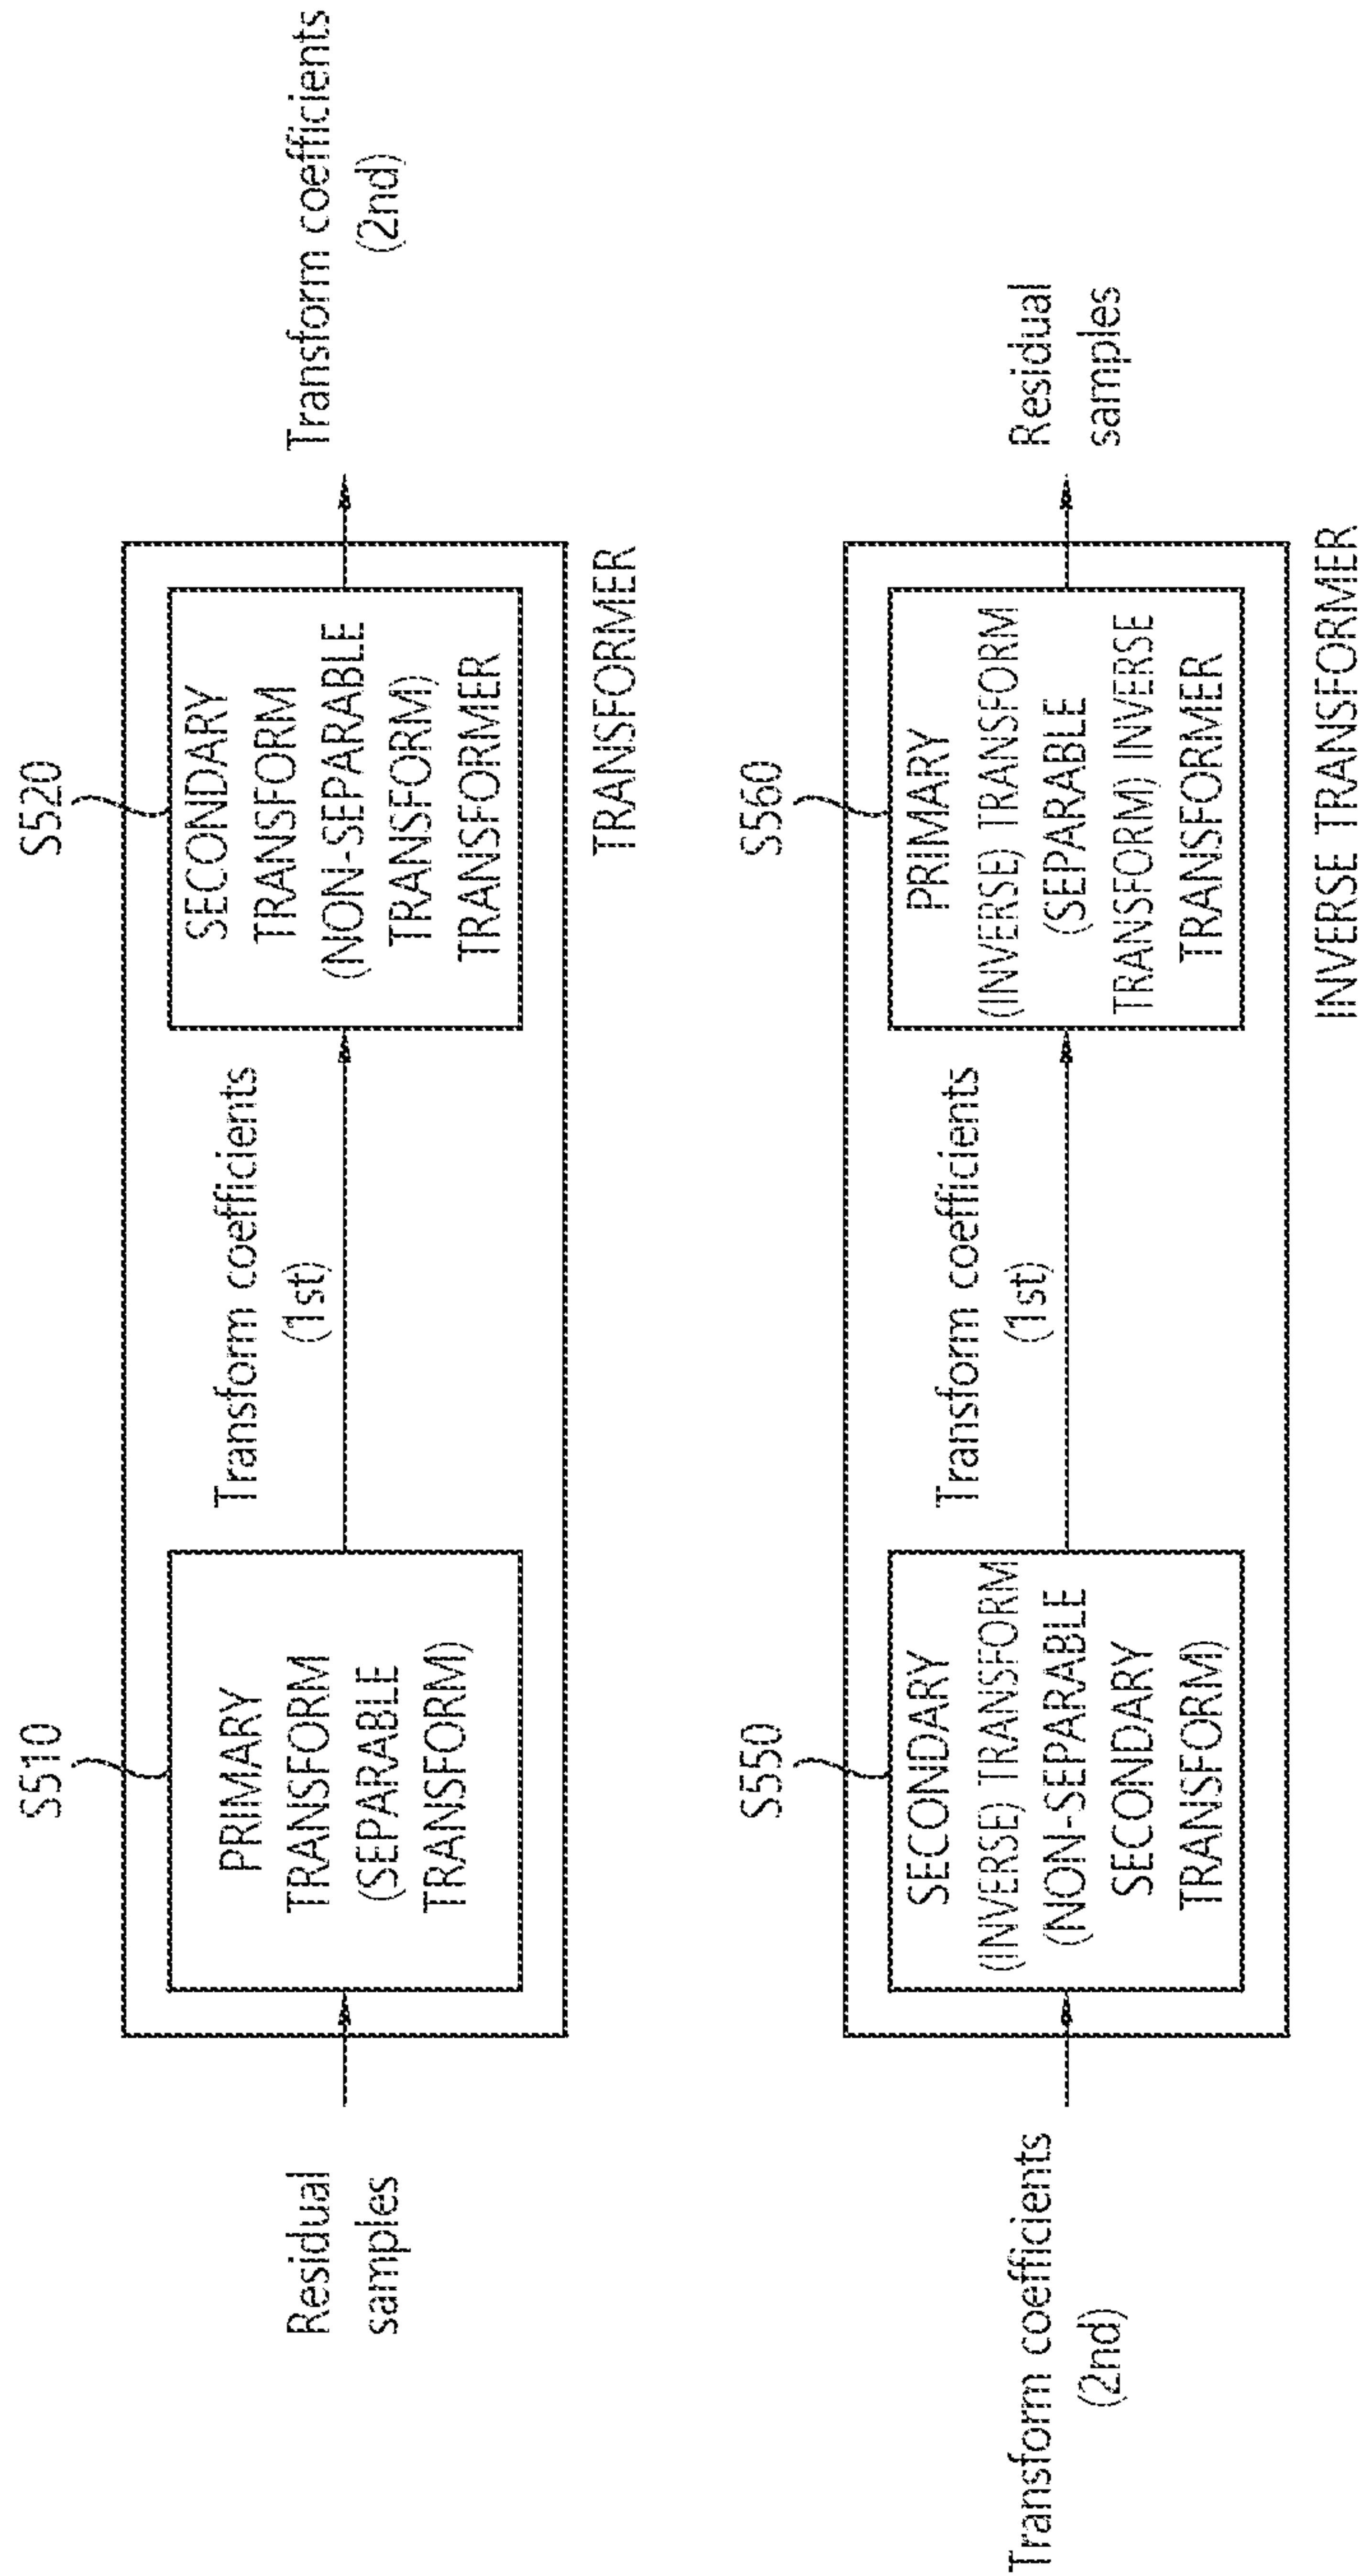 S510
S520
Residual
samples
PRIMARY
TRANSFORM
(SEPARABLE
TRANSFORM)
Transform coefficients
(1st)
SECONDARY
TRANSFORM
(NON-SEPARABLE
TRANSFORM)
TRANSFORMER
Transform coefficients
(2nd)
TRANSFORMER
S550
S560
Transform coefficients
(2nd)
SECONDARY
(INVERSE) TRANSFORM
(NON-SEPARABLE
SECONDARY
TRANSFORM)
Transform coefficients
(1st)
PRIMARY
(INVERSE) TRANSFORM
(SEPARABLE
TRANSFORM) INVERSE
TRANSFORMER
Residual
samples
INVERSE TRANSFORMER